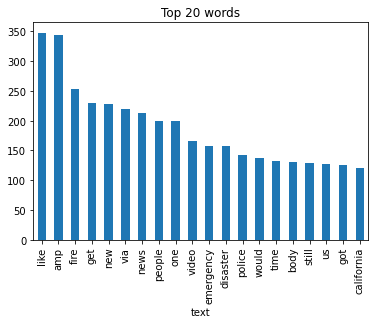 Top 20 words
350
300
250
200
150
100
50
0
like
amp
fire
get
new
via
news
people
one
video
emergency
disaster
police
would
time
body
still
us
got
california
text